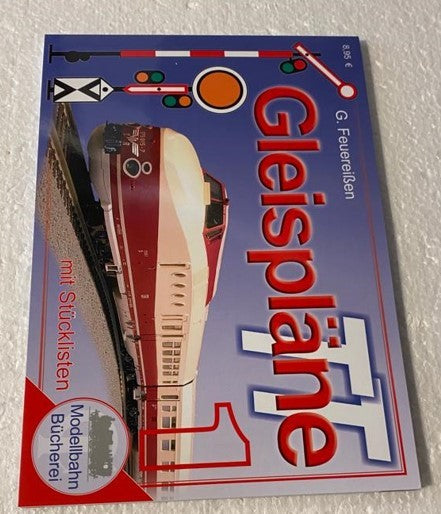 8,95 €
G. Feuereißen
Gleispläne
TT
1
mit Stücklisten
Modellbahn
Bücherei